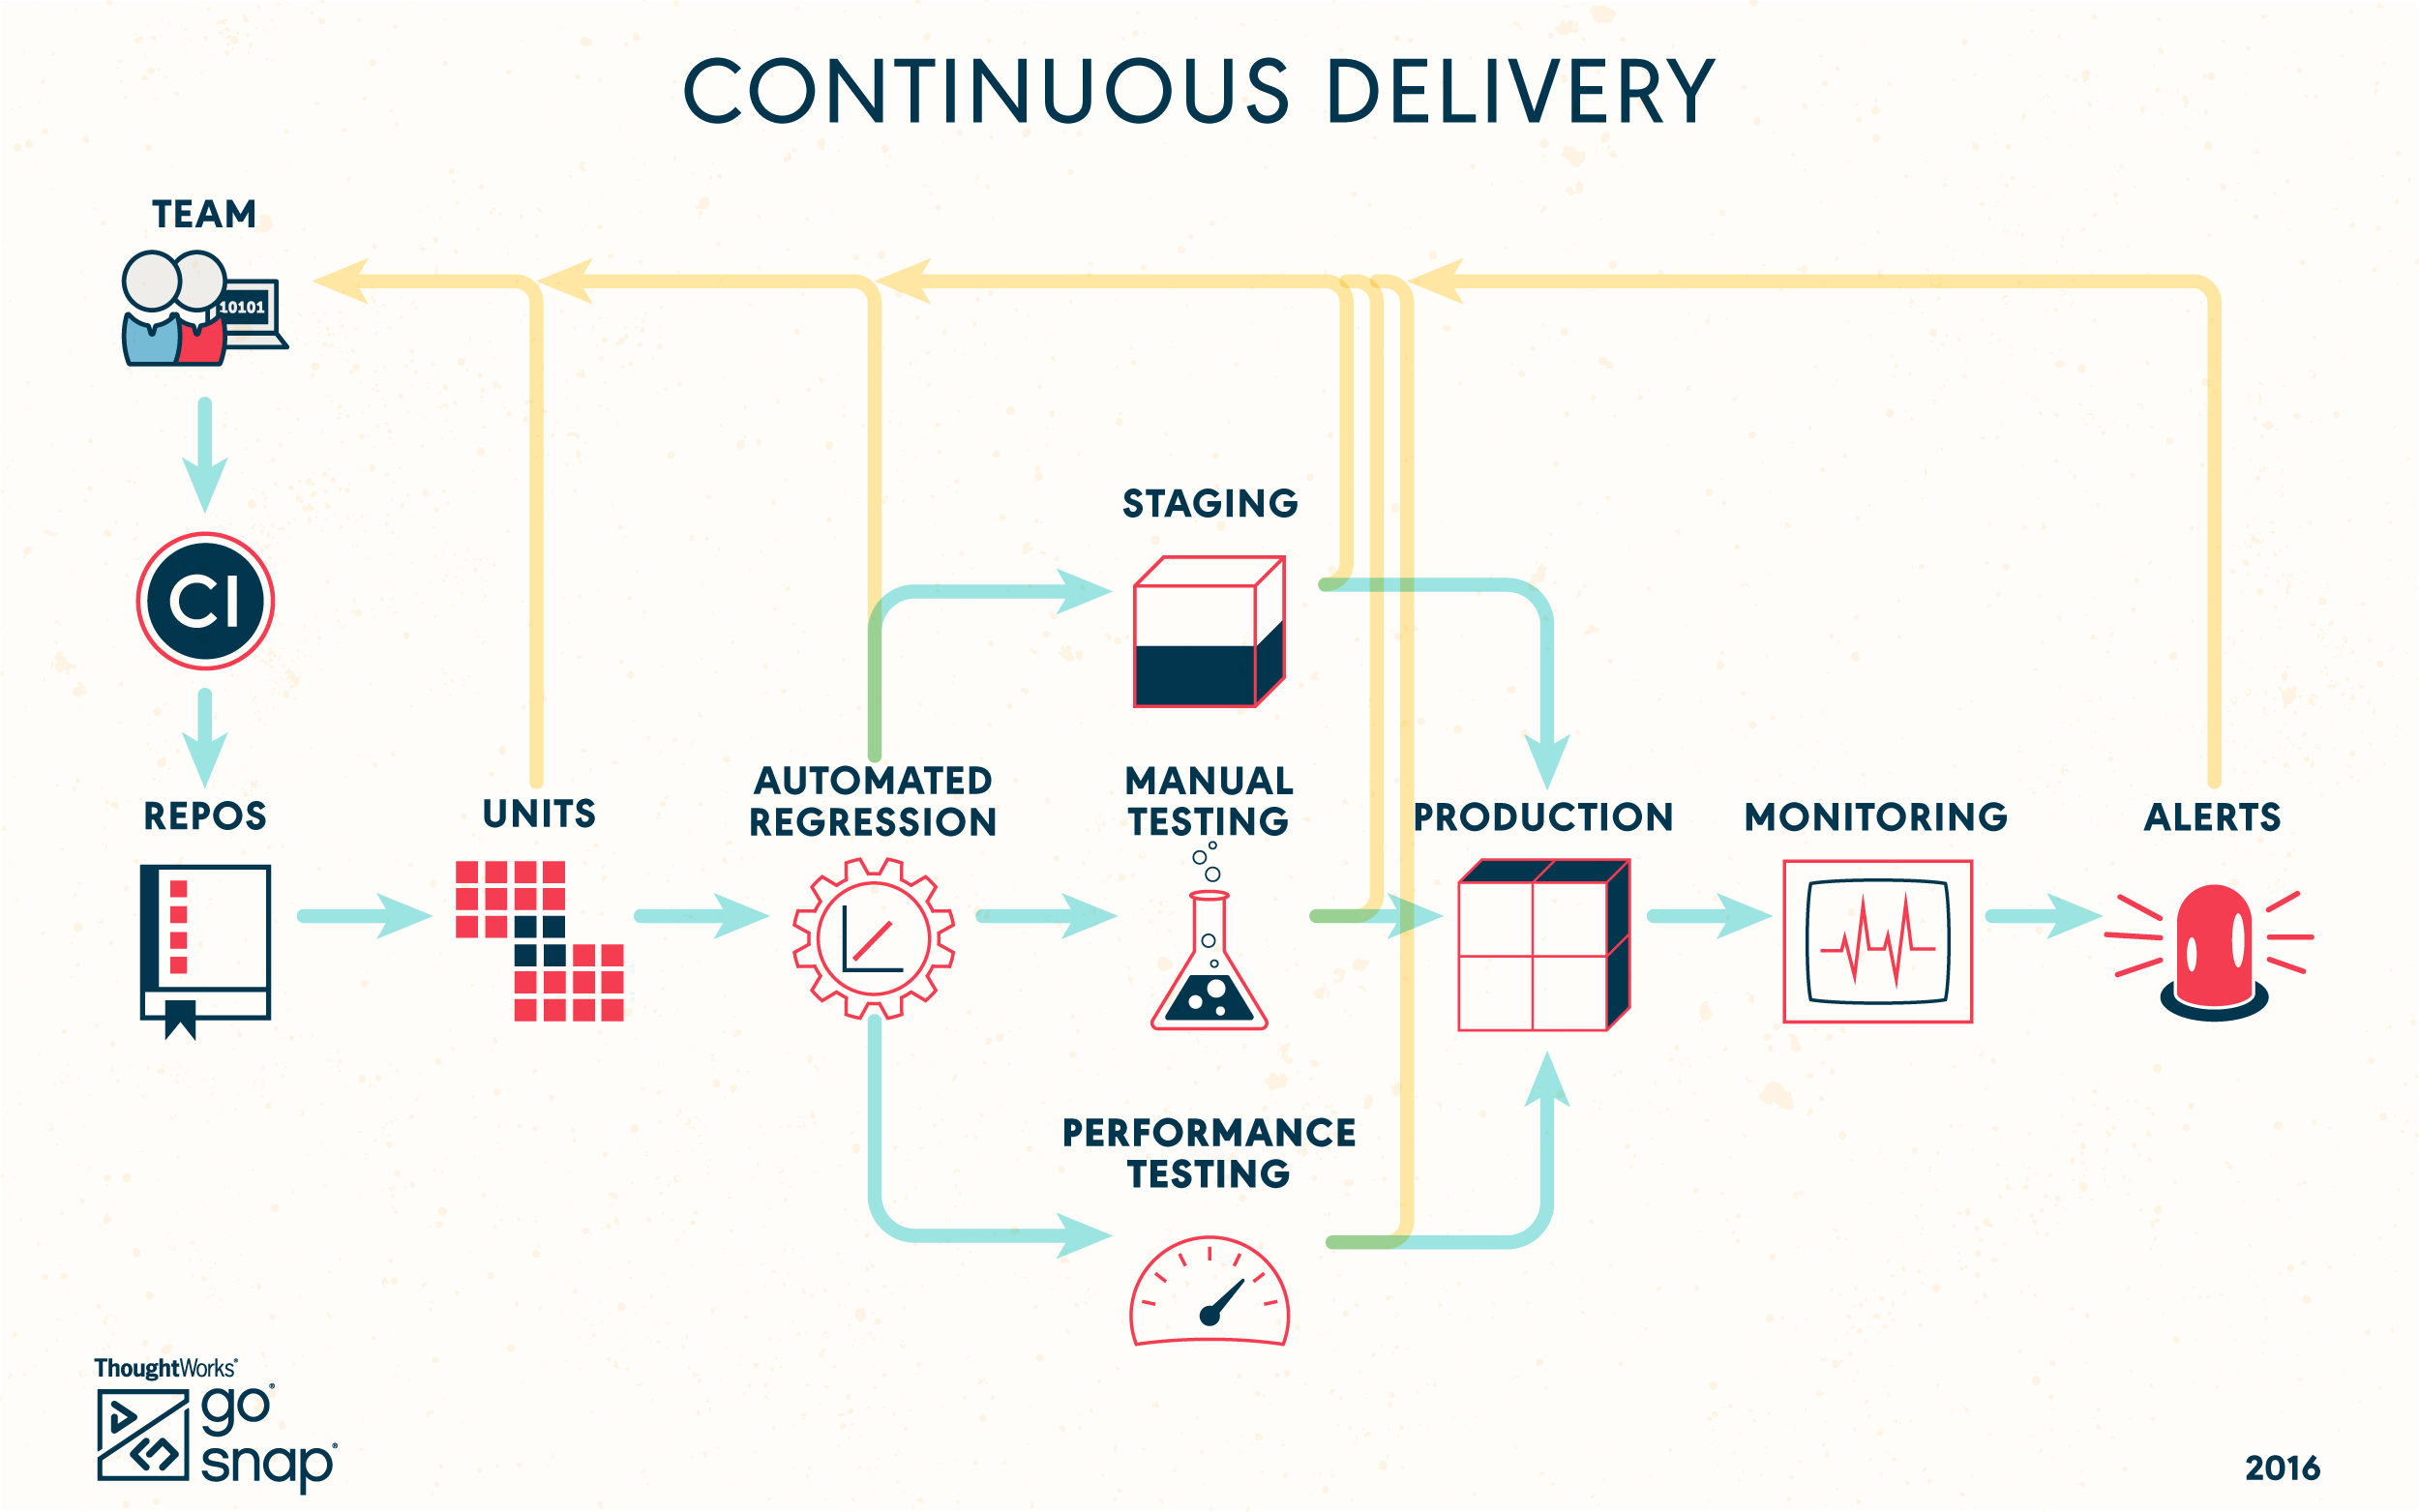 CONTINUOUS DELIVERY
TEAM
10101
CI
STAGING
REPOS
UNITS
AUTOMATED
REGRESSION
MANUAL
TESTING
PRODUCTION
MONITORING
ALERTS
PERFORMANCE
TESTING
ThoughtWorks®
go®
snap®
2016